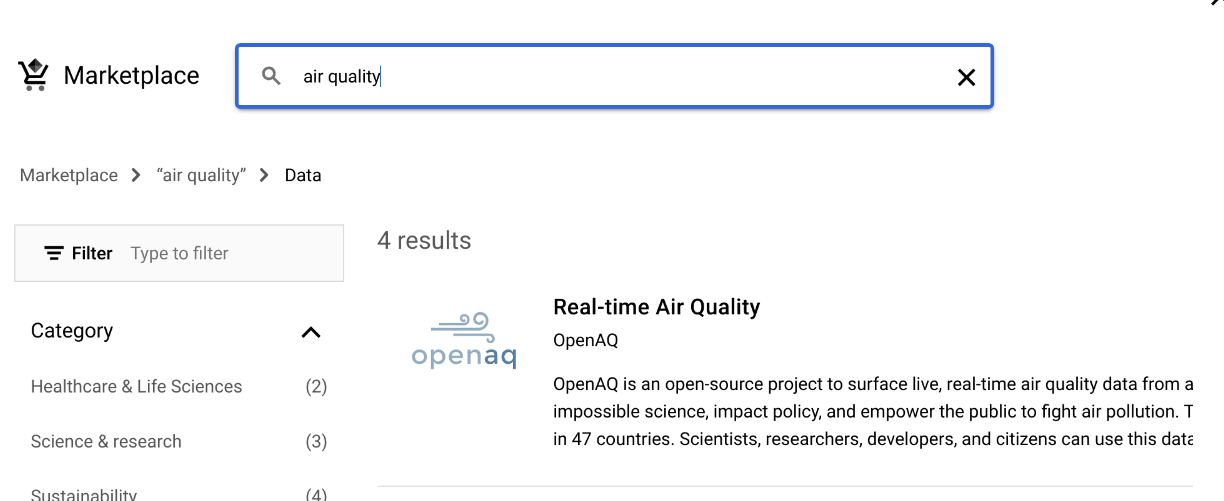 Marketplace
air quality
Marketplace > “air quality” > Data
Filter Type to filter
4 results
Category
Healthcare & Life Sciences (2)
Science & research (3)
Sustainability (4)
openaq
Real-time Air Quality
OpenAQ
OpenAQ is an open-source project to surface live, real-time air quality data from a
impossible science, impact policy, and empower the public to fight air pollution. T
in 47 countries. Scientists, researchers, developers, and citizens can use this data